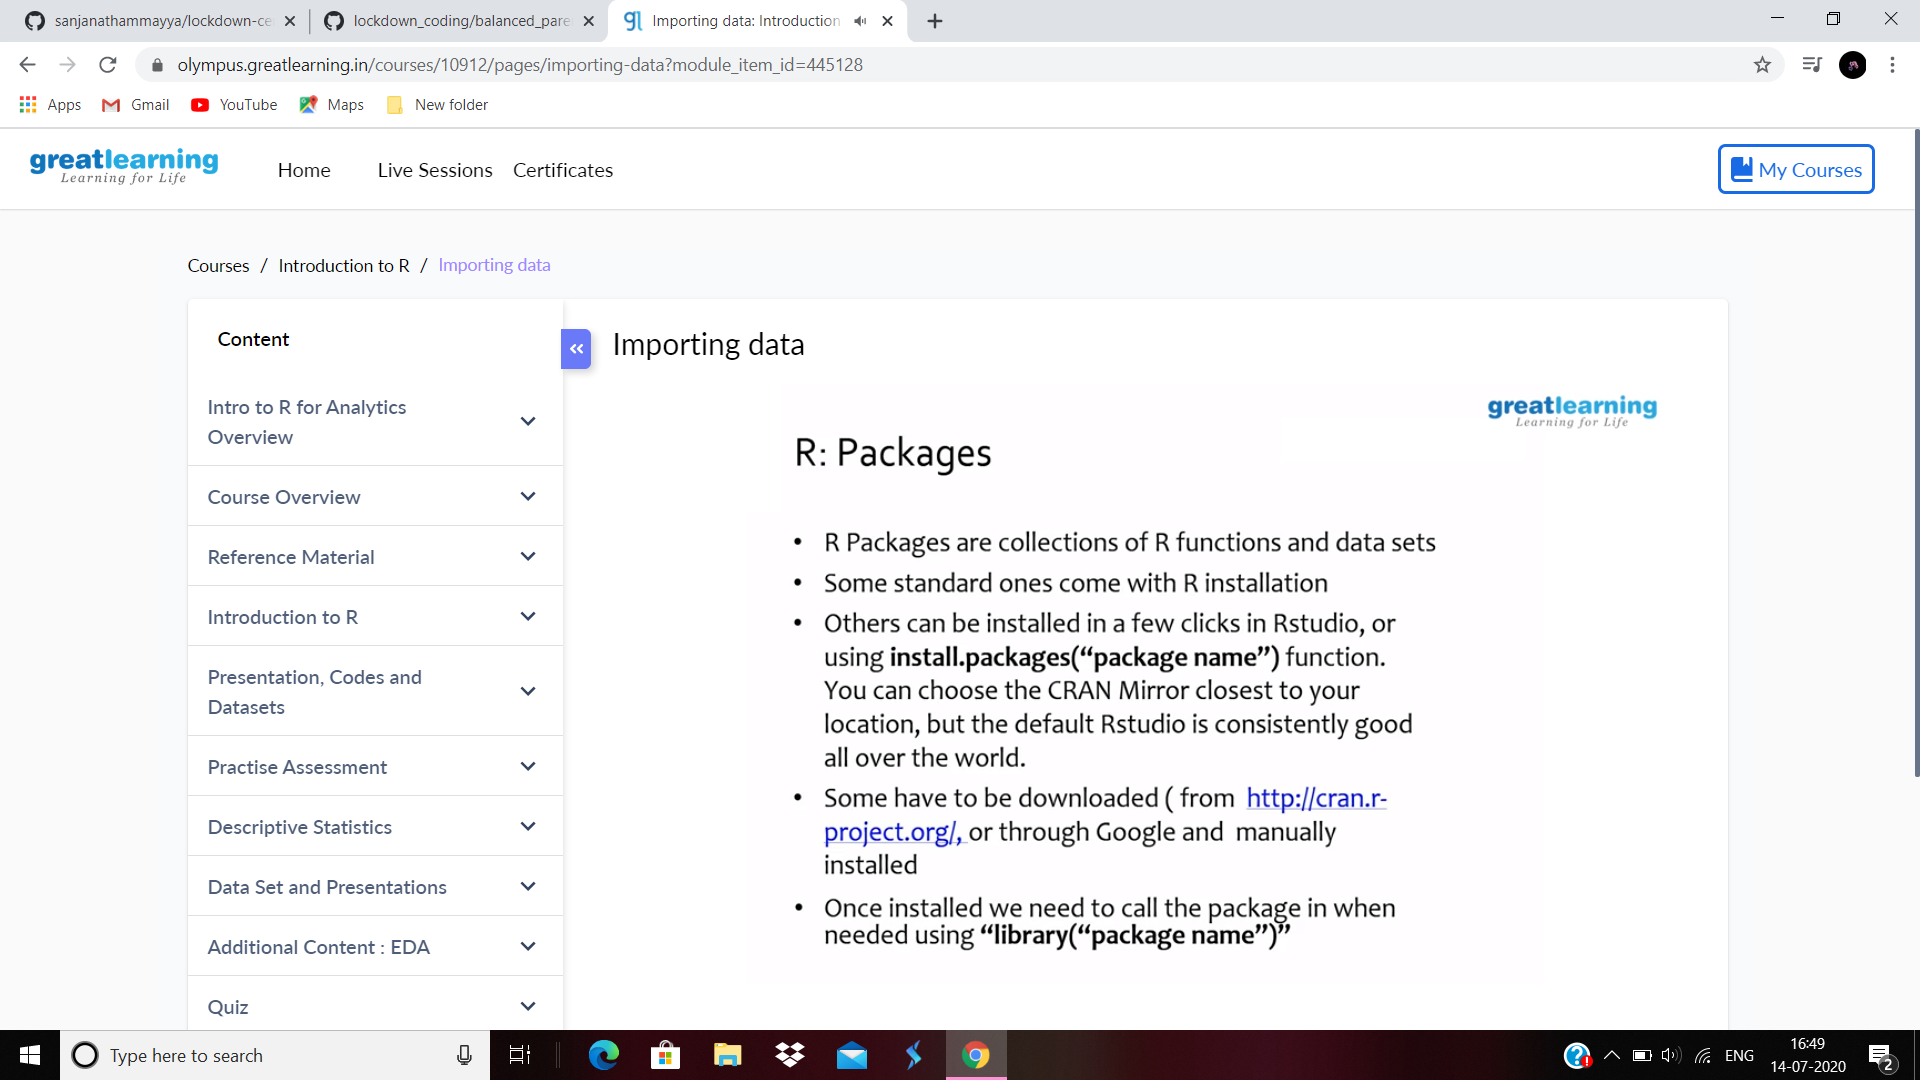 sanjanathammayya/lockdown-ce
lockdown_coding/balanced_pare
Importing data: Introduction
olympus.greatlearning.in/courses/10912/pages/importing-data?module_item_id=445128
Apps
Gmail
YouTube
Maps
New folder
greatlearning
Learning for Life
Home
Live Sessions
Certificates
My Courses
Courses / Introduction to R / Importing data
Content
Intro to R for Analytics
Overview
Course Overview
Reference Material
Introduction to R
Presentation, Codes and
Datasets
Practise Assessment
Descriptive Statistics
Data Set and Presentations
Additional Content : EDA
Quiz
Importing data
greatlearning
Learning for Life
R: Packages
• R Packages are collections of R functions and data sets
• Some standard ones come with R installation
• Others can be installed in a few clicks in Rstudio, or
using install.packages(“package name”) function.
You can choose the CRAN Mirror closest to your
location, but the default Rstudio is consistently good
all over the world.
• Some have to be downloaded ( from http://cran.r-
project.org/, or through Google and manually
installed
• Once installed we need to call the package in when
needed using “library(“package name”)”
Type here to search
ENG
16:49
14-07-2020
2